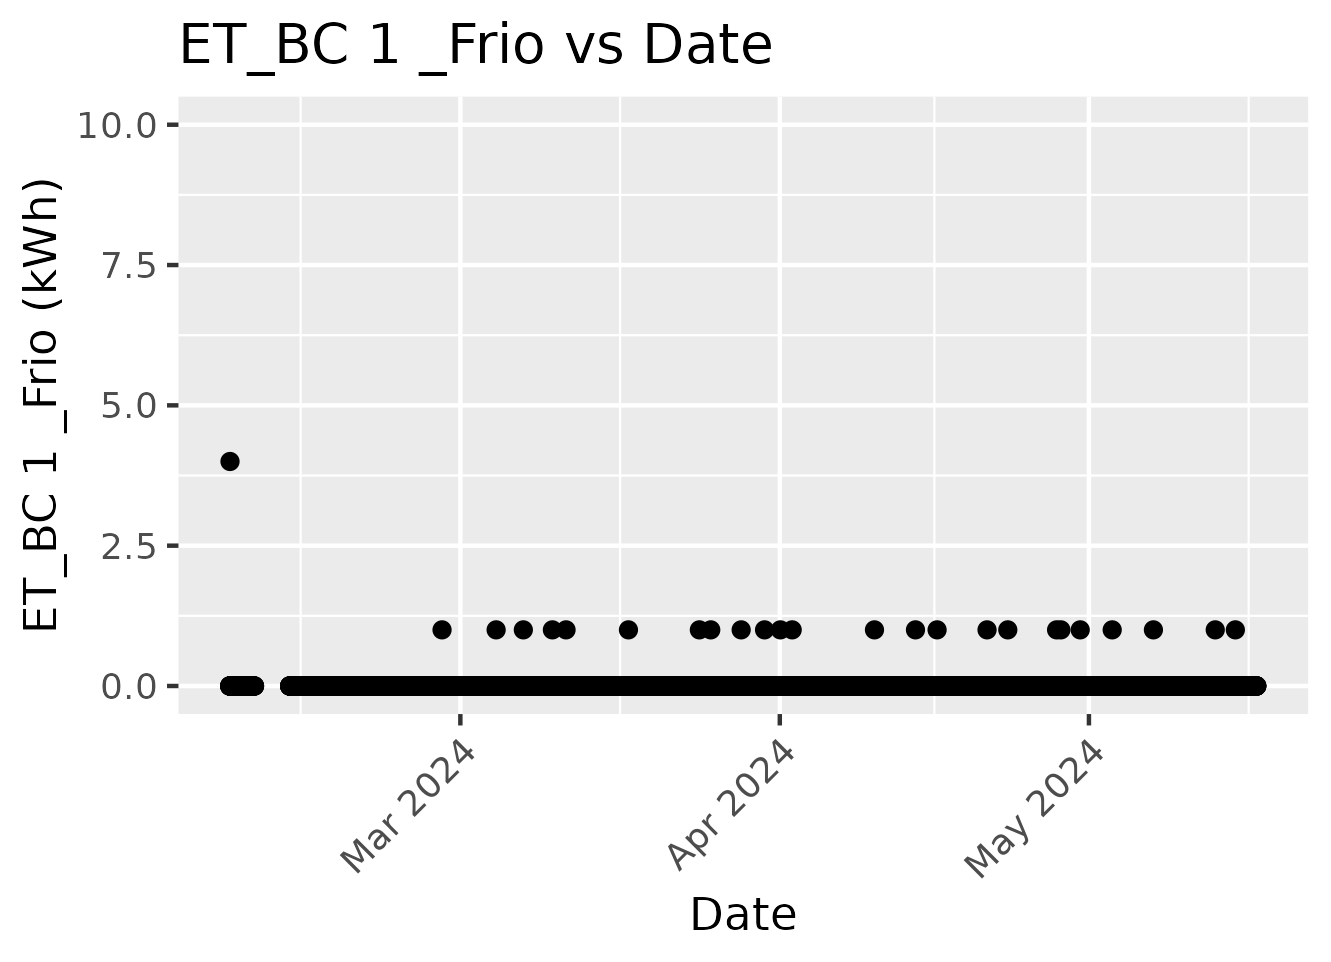 ET_BC 1 _Frio vs Date
ET_BC 1 _Frio (kWh)
10.0
7.5
5.0
2.5
0.0
Mar 2024
Apr 2024
May 2024
Date